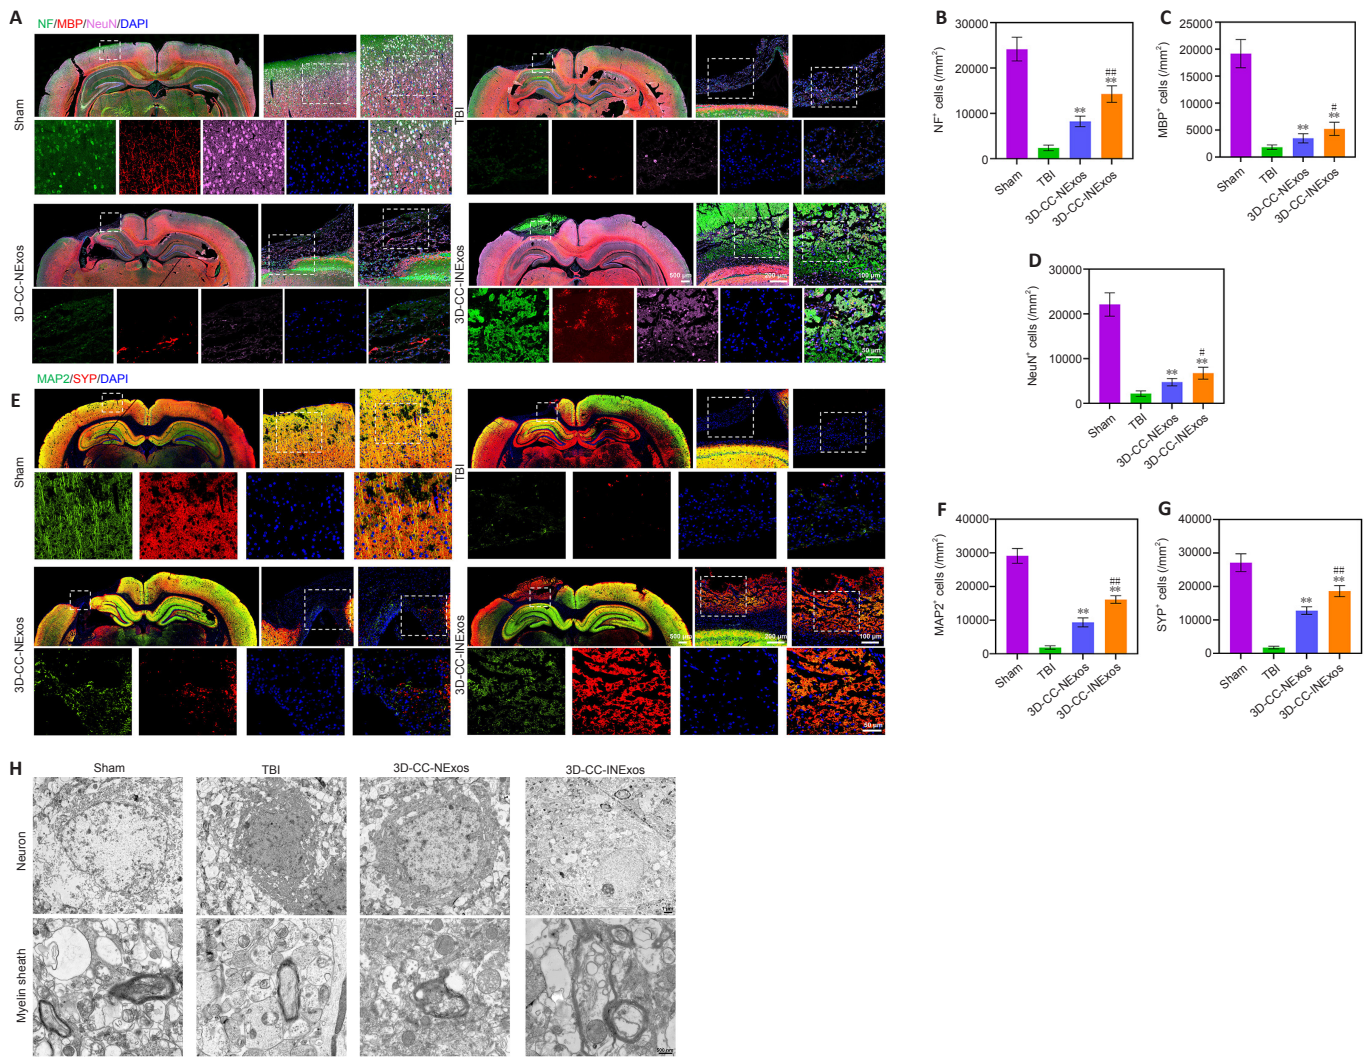 A
NF/MBP/NeuN/DAPI
Sham
TBI
3D-CC-NExos
3D-CC-INExos
500 μm
200 μm
100 μm
50 μm
B
NF+ cells (/mm²)
30000
20000
10000
0
Sham
TBI
3D-CC-NExos
3D-CC-INExos
**
##
**
C
MBP+ cells (/mm²)
25000
20000
15000
10000
5000
0
Sham
TBI
3D-CC-NExos
3D-CC-INExos
**
#
**
D
NeuN+ cells (/mm²)
30000
20000
10000
0
Sham
TBI
3D-CC-NExos
3D-CC-INExos
**
#
**
E
MAP2/SYP/DAPI
Sham
TBI
3D-CC-NExos
3D-CC-INExos
500 μm
200 μm
100 μm
50 μm
F
MAP2+ cells (/mm²)
40000
30000
20000
10000
0
Sham
TBI
3D-CC-NExos
3D-CC-INExos
**
##
**
G
SYP+ cells (/mm²)
40000
30000
20000
10000
0
Sham
TBI
3D-CC-NExos
3D-CC-INExos
**
##
**
H
Sham
TBI
3D-CC-NExos
3D-CC-INExos
Neuron
Myelin sheath
500 nm